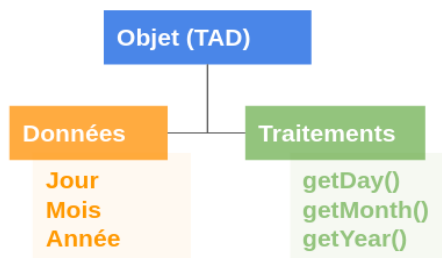 Objet (TAD)
Données
Jour
Mois
Année
Traitements
getDay()
getMonth()
getYear()